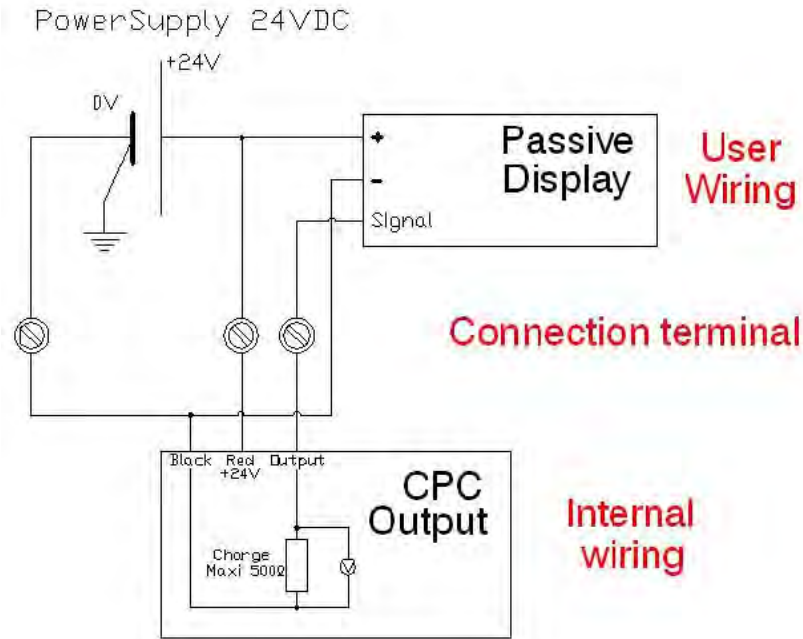 PowerSupply 24VDC
+24V
0V
+
Passive
Display
User
Wiring
-
SIgnal
Connection terminal
Black Red Output
+24V
CPC
Output
Internal
wiring
Charge
Maxi 500Ω
V